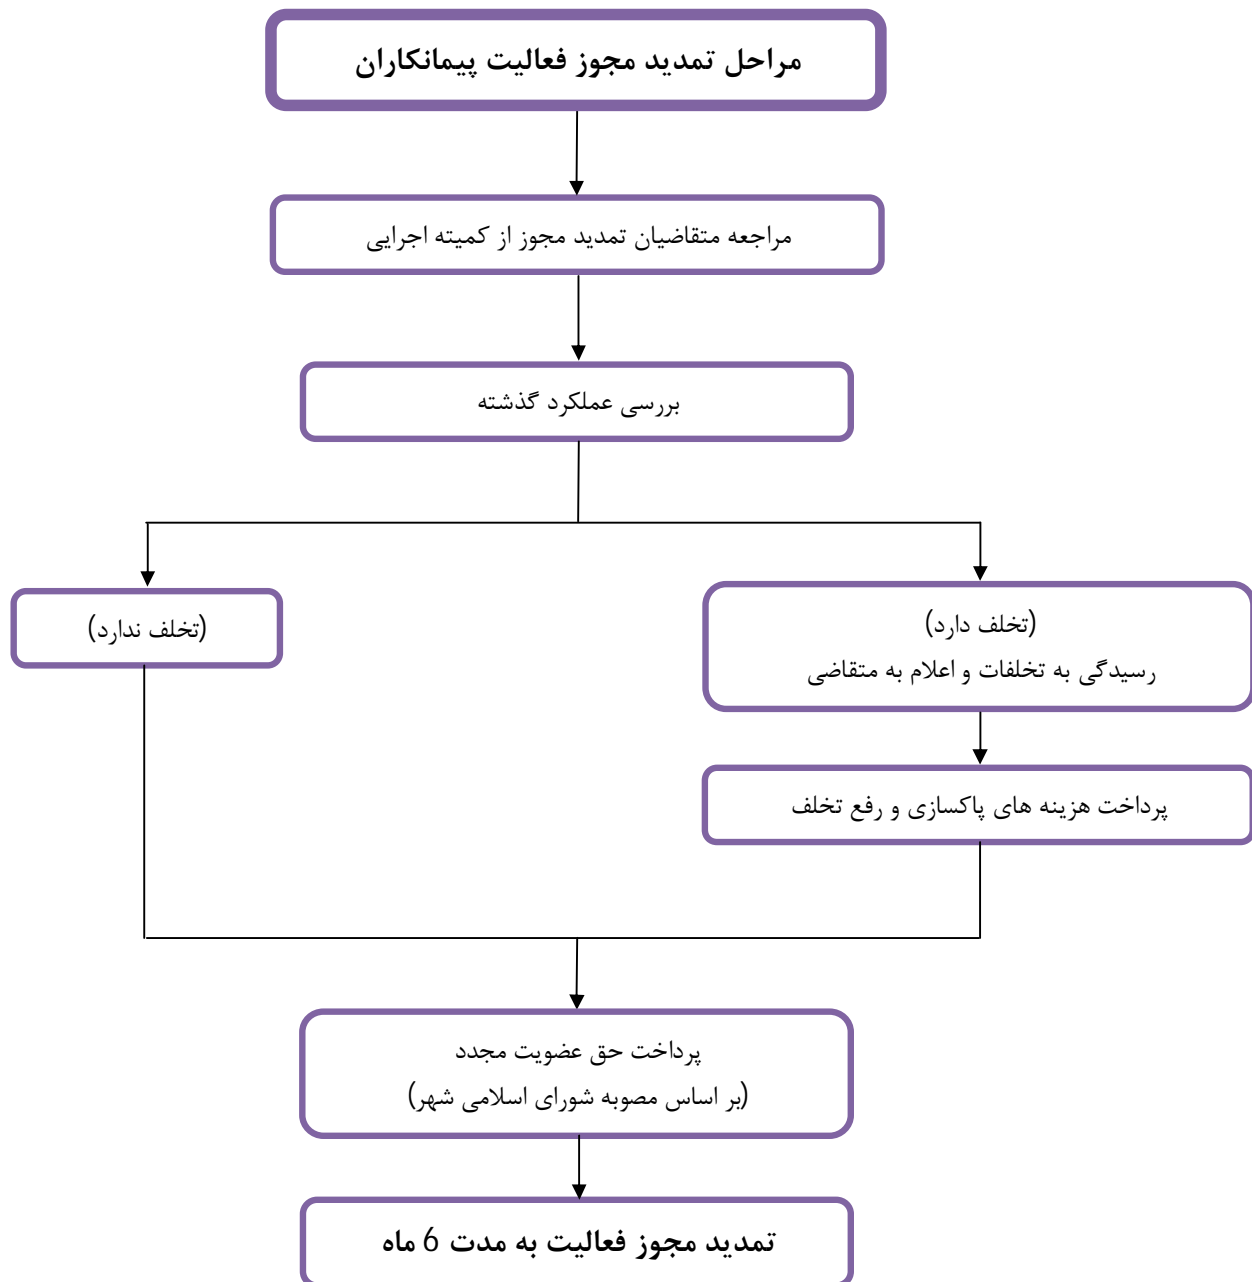 مراحل تمدید مجوز فعالیت پیمانکاران
مراجعه متقاضیان تمدید مجوز از کمیته اجرایی
بررسی عملکرد گذشته
(تخلف دارد)
رسیدگی به تخلفات و اعلام به متقاضی
(تخلف ندارد)
پرداخت هزینه های پاکسازی و رفع تخلف
پرداخت حق عضویت مجدد
(بر اساس مصوبه شورای اسلامی شهر)
تمدید مجوز فعالیت به مدت 6 ماه